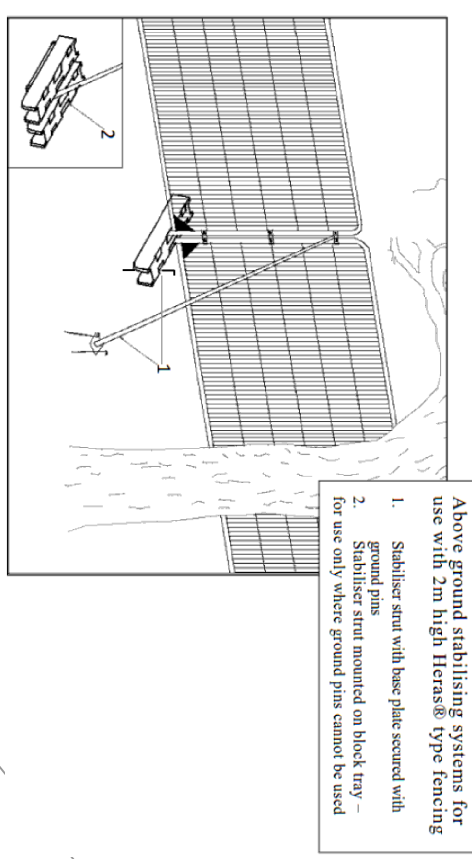 Above ground stabilising systems for
use with 2m high Heras® type fencing
1. Stabiliser strut with base plate secured with
ground pins
2. Stabiliser strut mounted on block tray –
for use only where ground pins cannot be used
2
1